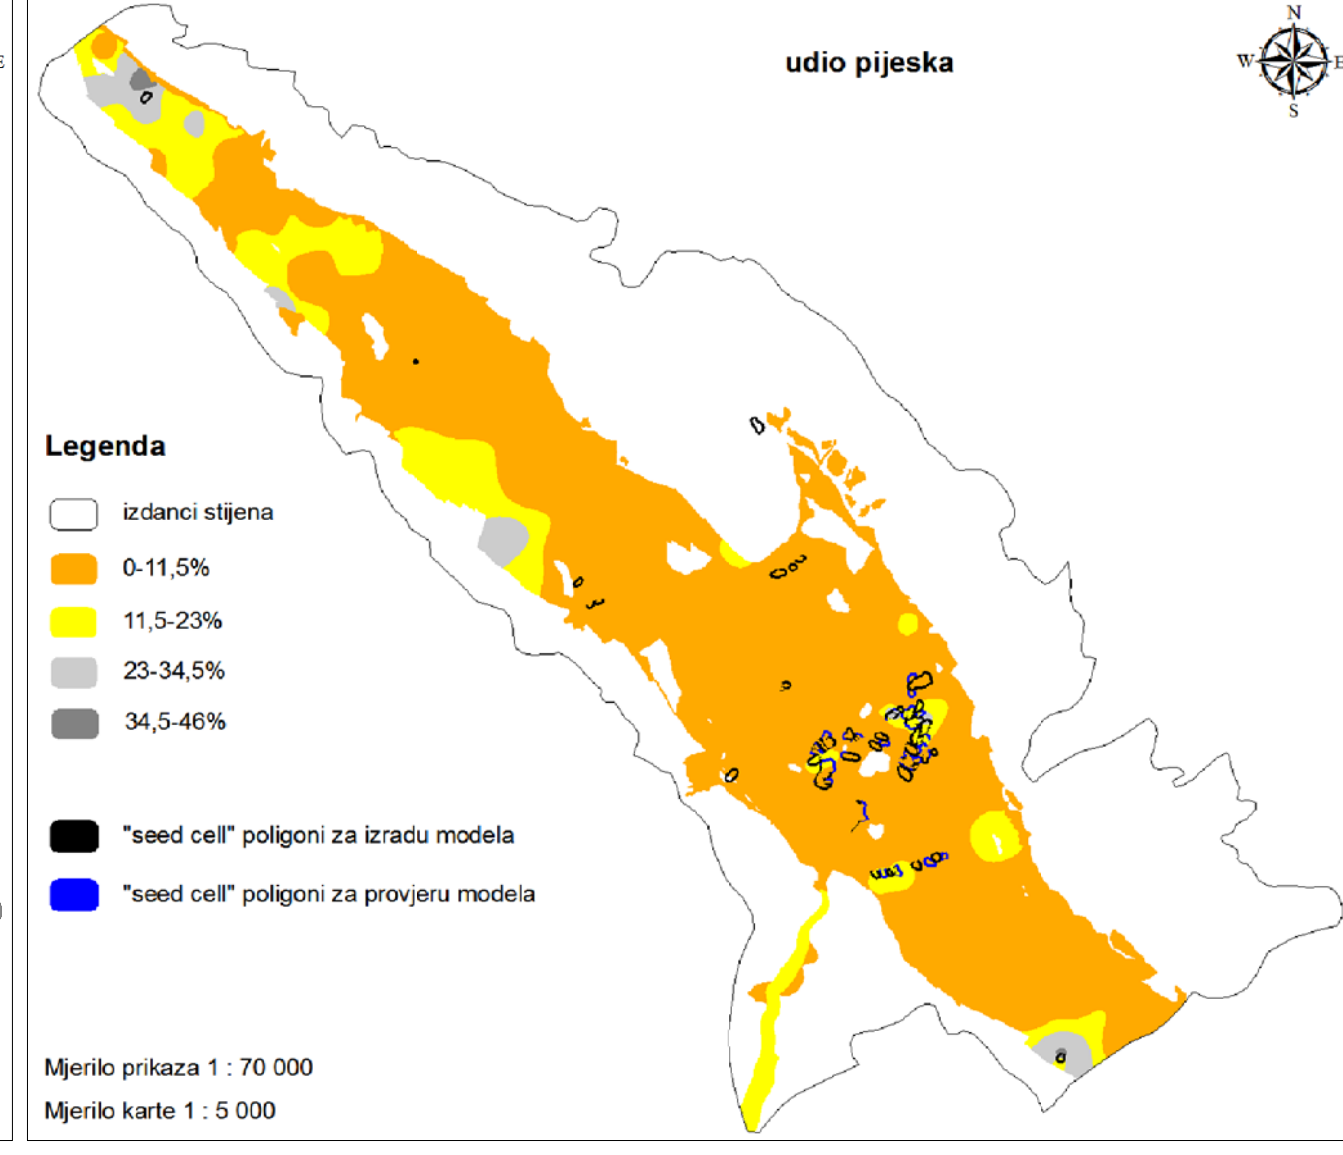 udio pijeska
N
W E
S
E
Legenda
izdanci stijena
0-11,5%
11,5-23%
23-34,5%
34,5-46%
"seed cell" poligoni za izradu modela
"seed cell" poligoni za provjeru modela
Mjerilo prikaza 1 : 70 000
Mjerilo karte 1 : 5 000